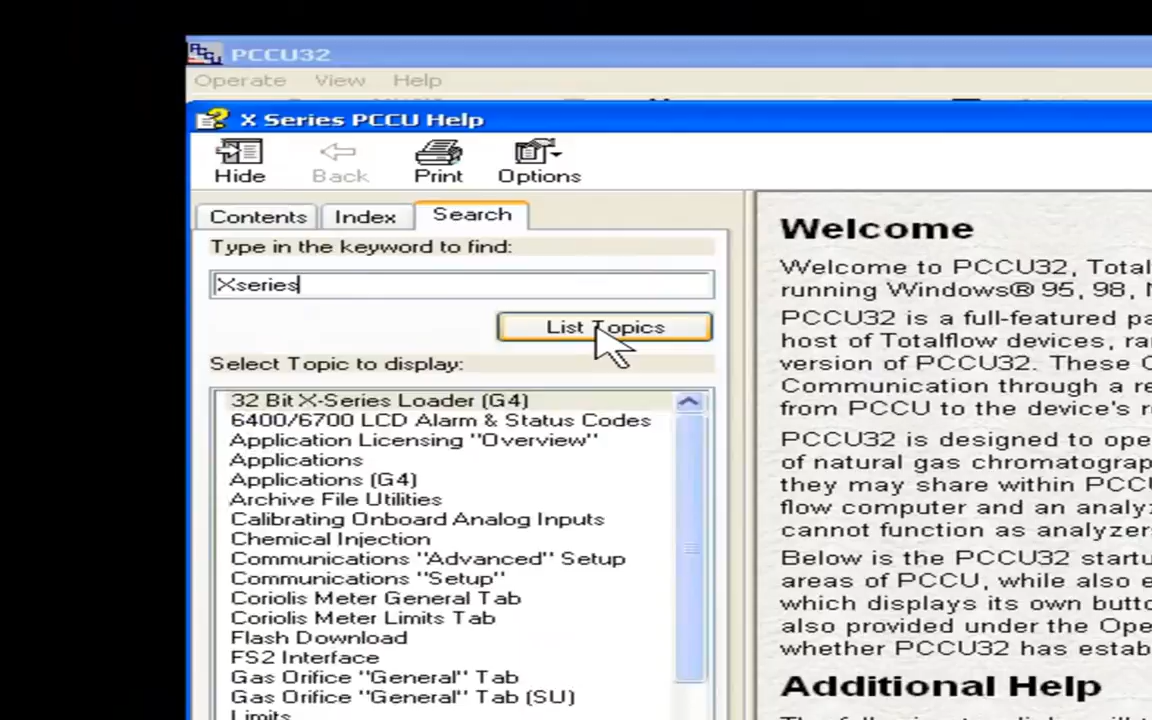 PCCU32
Operate View Help
X Series PCCU Help
Hide Back Print Options
Contents Index Search
Type in the keyword to find:
Xseries
List Topics
Select Topic to display:
32 Bit X-Series Loader (G4)
6400/6700 LCD Alarm & Status Codes
Application Licensing "Overview"
Applications
Applications (G4)
Archive File Utilities
Calibrating Onboard Analog Inputs
Chemical Injection
Communications "Advanced" Setup
Communications "Setup"
Coriolis Meter General Tab
Coriolis Meter Limits Tab
Flash Download
FS2 Interface
Gas Orifice "General" Tab
Gas Orifice "General" Tab (SU)
Limits
Welcome
Welcome to PCCU32, Total
running Windows® 95, 98, N
PCCU32 is a full-featured pa
host of Totalflow devices, ra
version of PCCU32. These C
Communication through a re
from PCCU to the device's r
PCCU32 is designed to ope
of natural gas chromatograp
they may share within PCCU
flow computer and an analyz
cannot function as analyzers
Below is the PCCU32 startu
areas of PCCU, while also e
which displays its own butto
also provided under the Ope
whether PCCU32 has estab
Additional Help